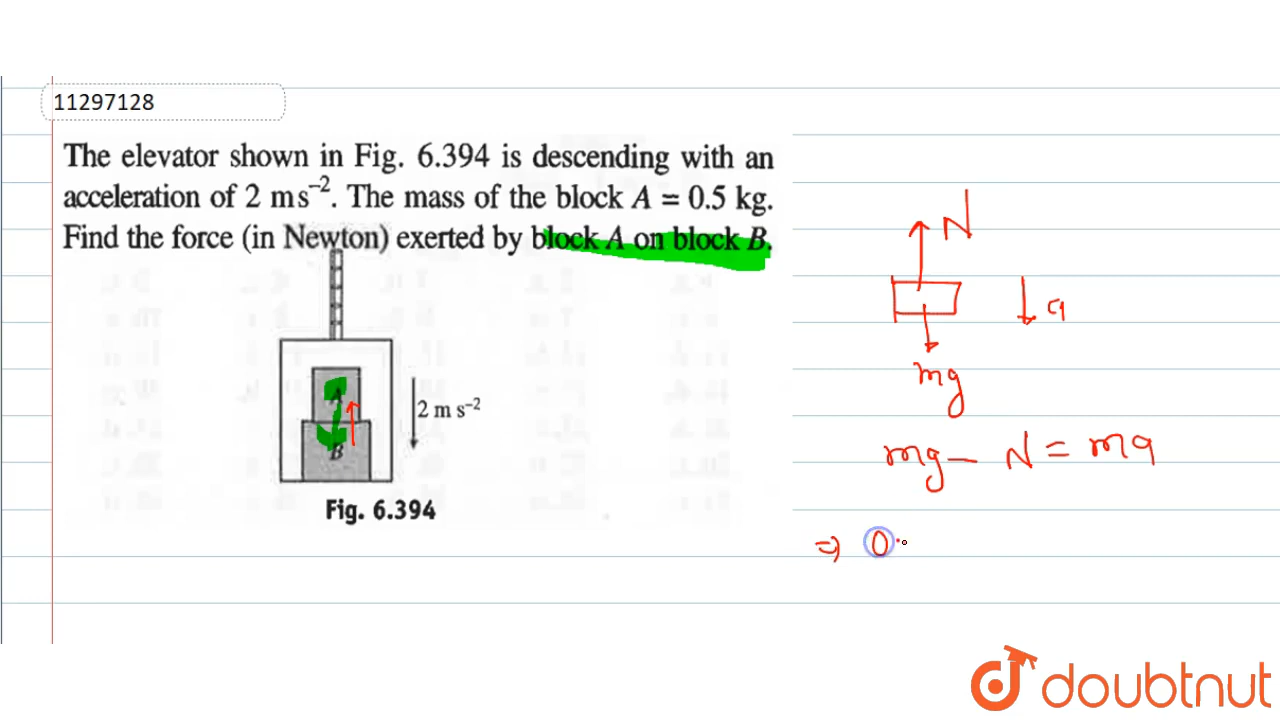 11297128
The elevator shown in Fig. 6.394 is descending with an
acceleration of 2 ms⁻². The mass of the block A = 0.5 kg.
Find the force (in Newton) exerted by block A on block B.
A
B
2 m s⁻²
Fig. 6.394
N
a
mg
mg – N = ma
⇒ 0.
doubtnut